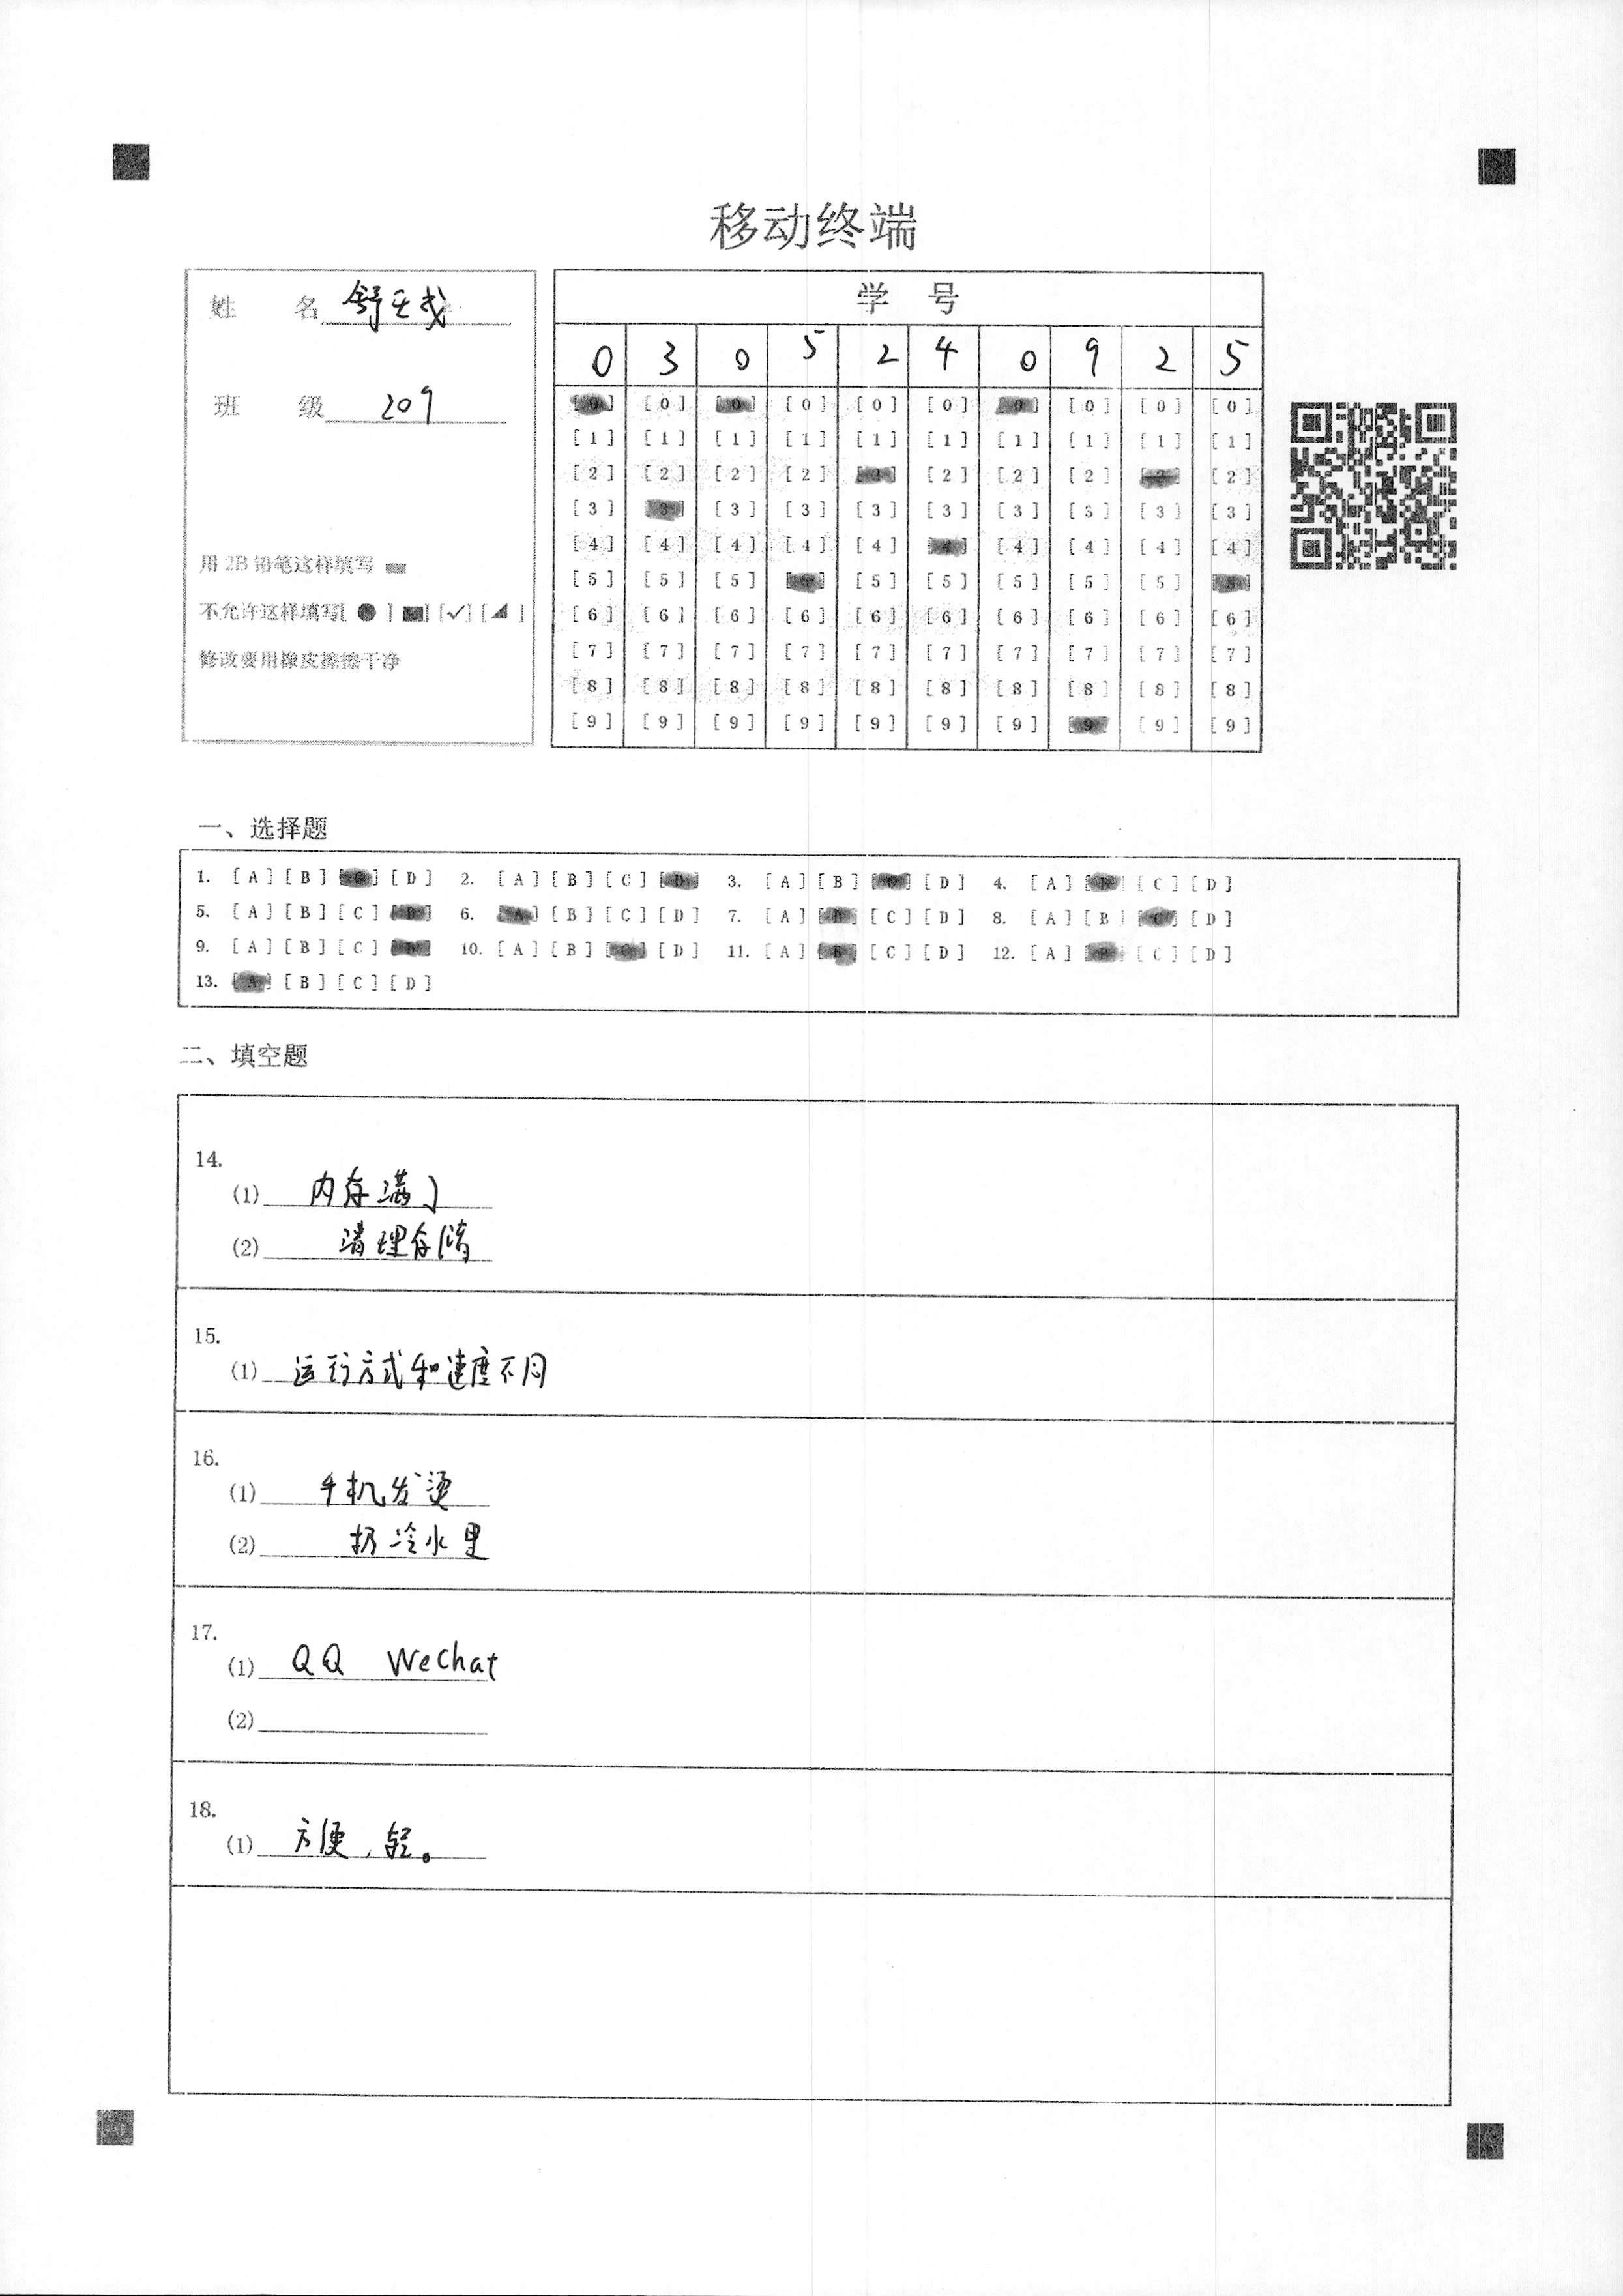 移动终端
姓 名 舒
班 级 209
用 2B 铅笔这样填写
不允许这样填写[ ● ] [■] [✓] [◢ ]
修改要用橡皮擦擦干净
学 号
0 3 0 5 2 4 0 9 2 5
[0] [0] [0] [0] [0] [0] [0] [0] [0] [0]
[1] [1] [1] [1] [1] [1] [1] [1] [1] [1]
[2] [2] [2] [2] [2] [2] [2] [2] [2] [2]
[3] [3] [3] [3] [3] [3] [3] [3] [3] [3]
[4] [4] [4] [4] [4] [4] [4] [4] [4] [4]
[5] [5] [5] [5] [5] [5] [5] [5] [5] [5]
[6] [6] [6] [6] [6] [6] [6] [6] [6] [6]
[7] [7] [7] [7] [7] [7] [7] [7] [7] [7]
[8] [8] [8] [8] [8] [8] [8] [8] [8] [8]
[9] [9] [9] [9] [9] [9] [9] [9] [9] [9]
一、选择题
1. [A] [B] [C] [D] 2. [A] [B] [C] [D] 3. [A] [B] [C] [D] 4. [A] [B] [C] [D]
5. [A] [B] [C] [D] 6. [A] [B] [C] [D] 7. [A] [B] [C] [D] 8. [A] [B] [C] [D]
9. [A] [B] [C] [D] 10. [A] [B] [C] [D] 11. [A] [B] [C] [D] 12. [A] [B] [C] [D]
13. [A] [B] [C] [D]
二、填空题
14.
(1) 内存满了
(2) 清理存储
15.
(1) 运行方式和速度不同
16.
(1) 手机发烫
(2) 扔冷水里
17.
(1) QQ WeChat
(2)
18.
(1) 方便，轻。